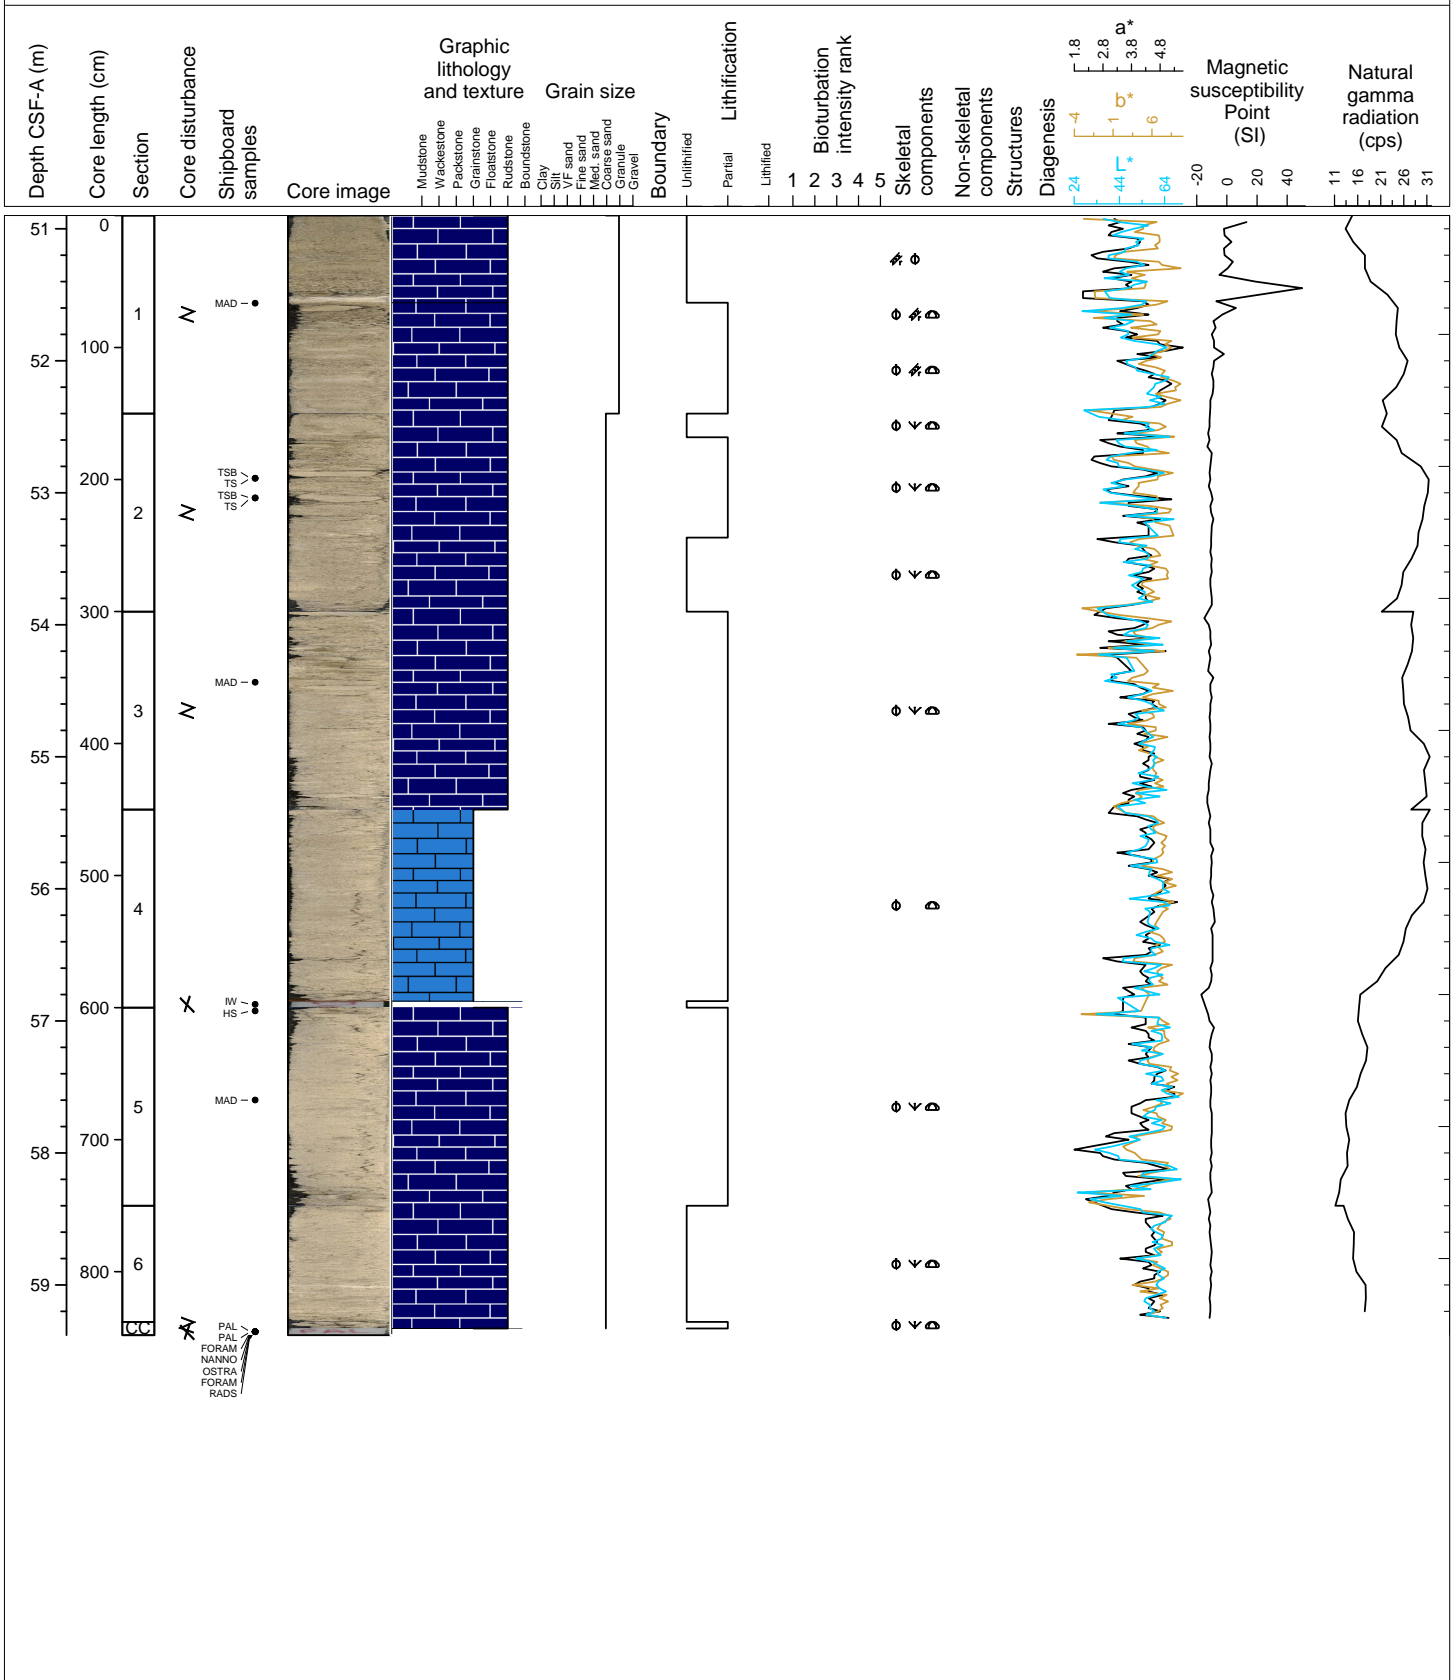 Depth CSF-A (m)
Core length (cm)
Section
Core disturbance
Shipboard
samples
Core image
Graphic
lithology
and texture
Mudstone
Wackestone
Packstone
Grainstone
Floatstone
Rudstone
Boundstone
Grain size
Clay
Silt
VF sand
Fine sand
Med. sand
Coarse sand
Granule
Gravel
Boundary
Lithification
Unlithified
Partial
Lithified
Bioturbation
intensity rank
1 2 3 4 5
Skeletal
components
Non-skeletal
components
Structures
Diagenesis
a*
1.8 2.8 3.8 4.8
b*
-4 1 6
L*
24 44 64
Magnetic
susceptibility
Point
(SI)
-20 0 20 40
Natural
gamma
radiation
(cps)
11 16 21 26 31
51
52
53
54
55
56
57
58
59
0
100
200
300
400
500
600
700
800
1
2
3
4
5
6
CC
MAD
TSB
TS
TSB
TS
MAD
IW
HS
MAD
PAL
PAL
FORAM
NANNO
OSTRA
FORAM
RADS